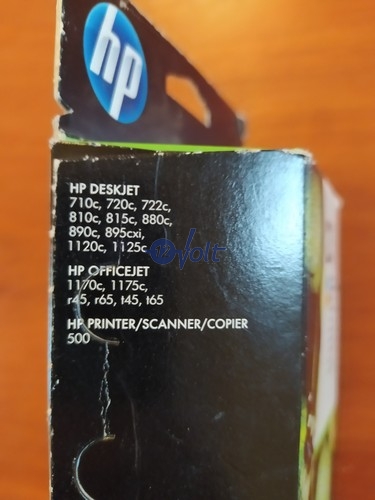 hp
HP DESKJET
710c, 720c, 722c,
810c, 815c, 880c,
890c, 895cxi,
1120c, 1125c
12Volt
HP OFFICEJET
1170c, 1175c,
r45, r65, t45, t65
HP PRINTER/SCANNER/COPIER
500